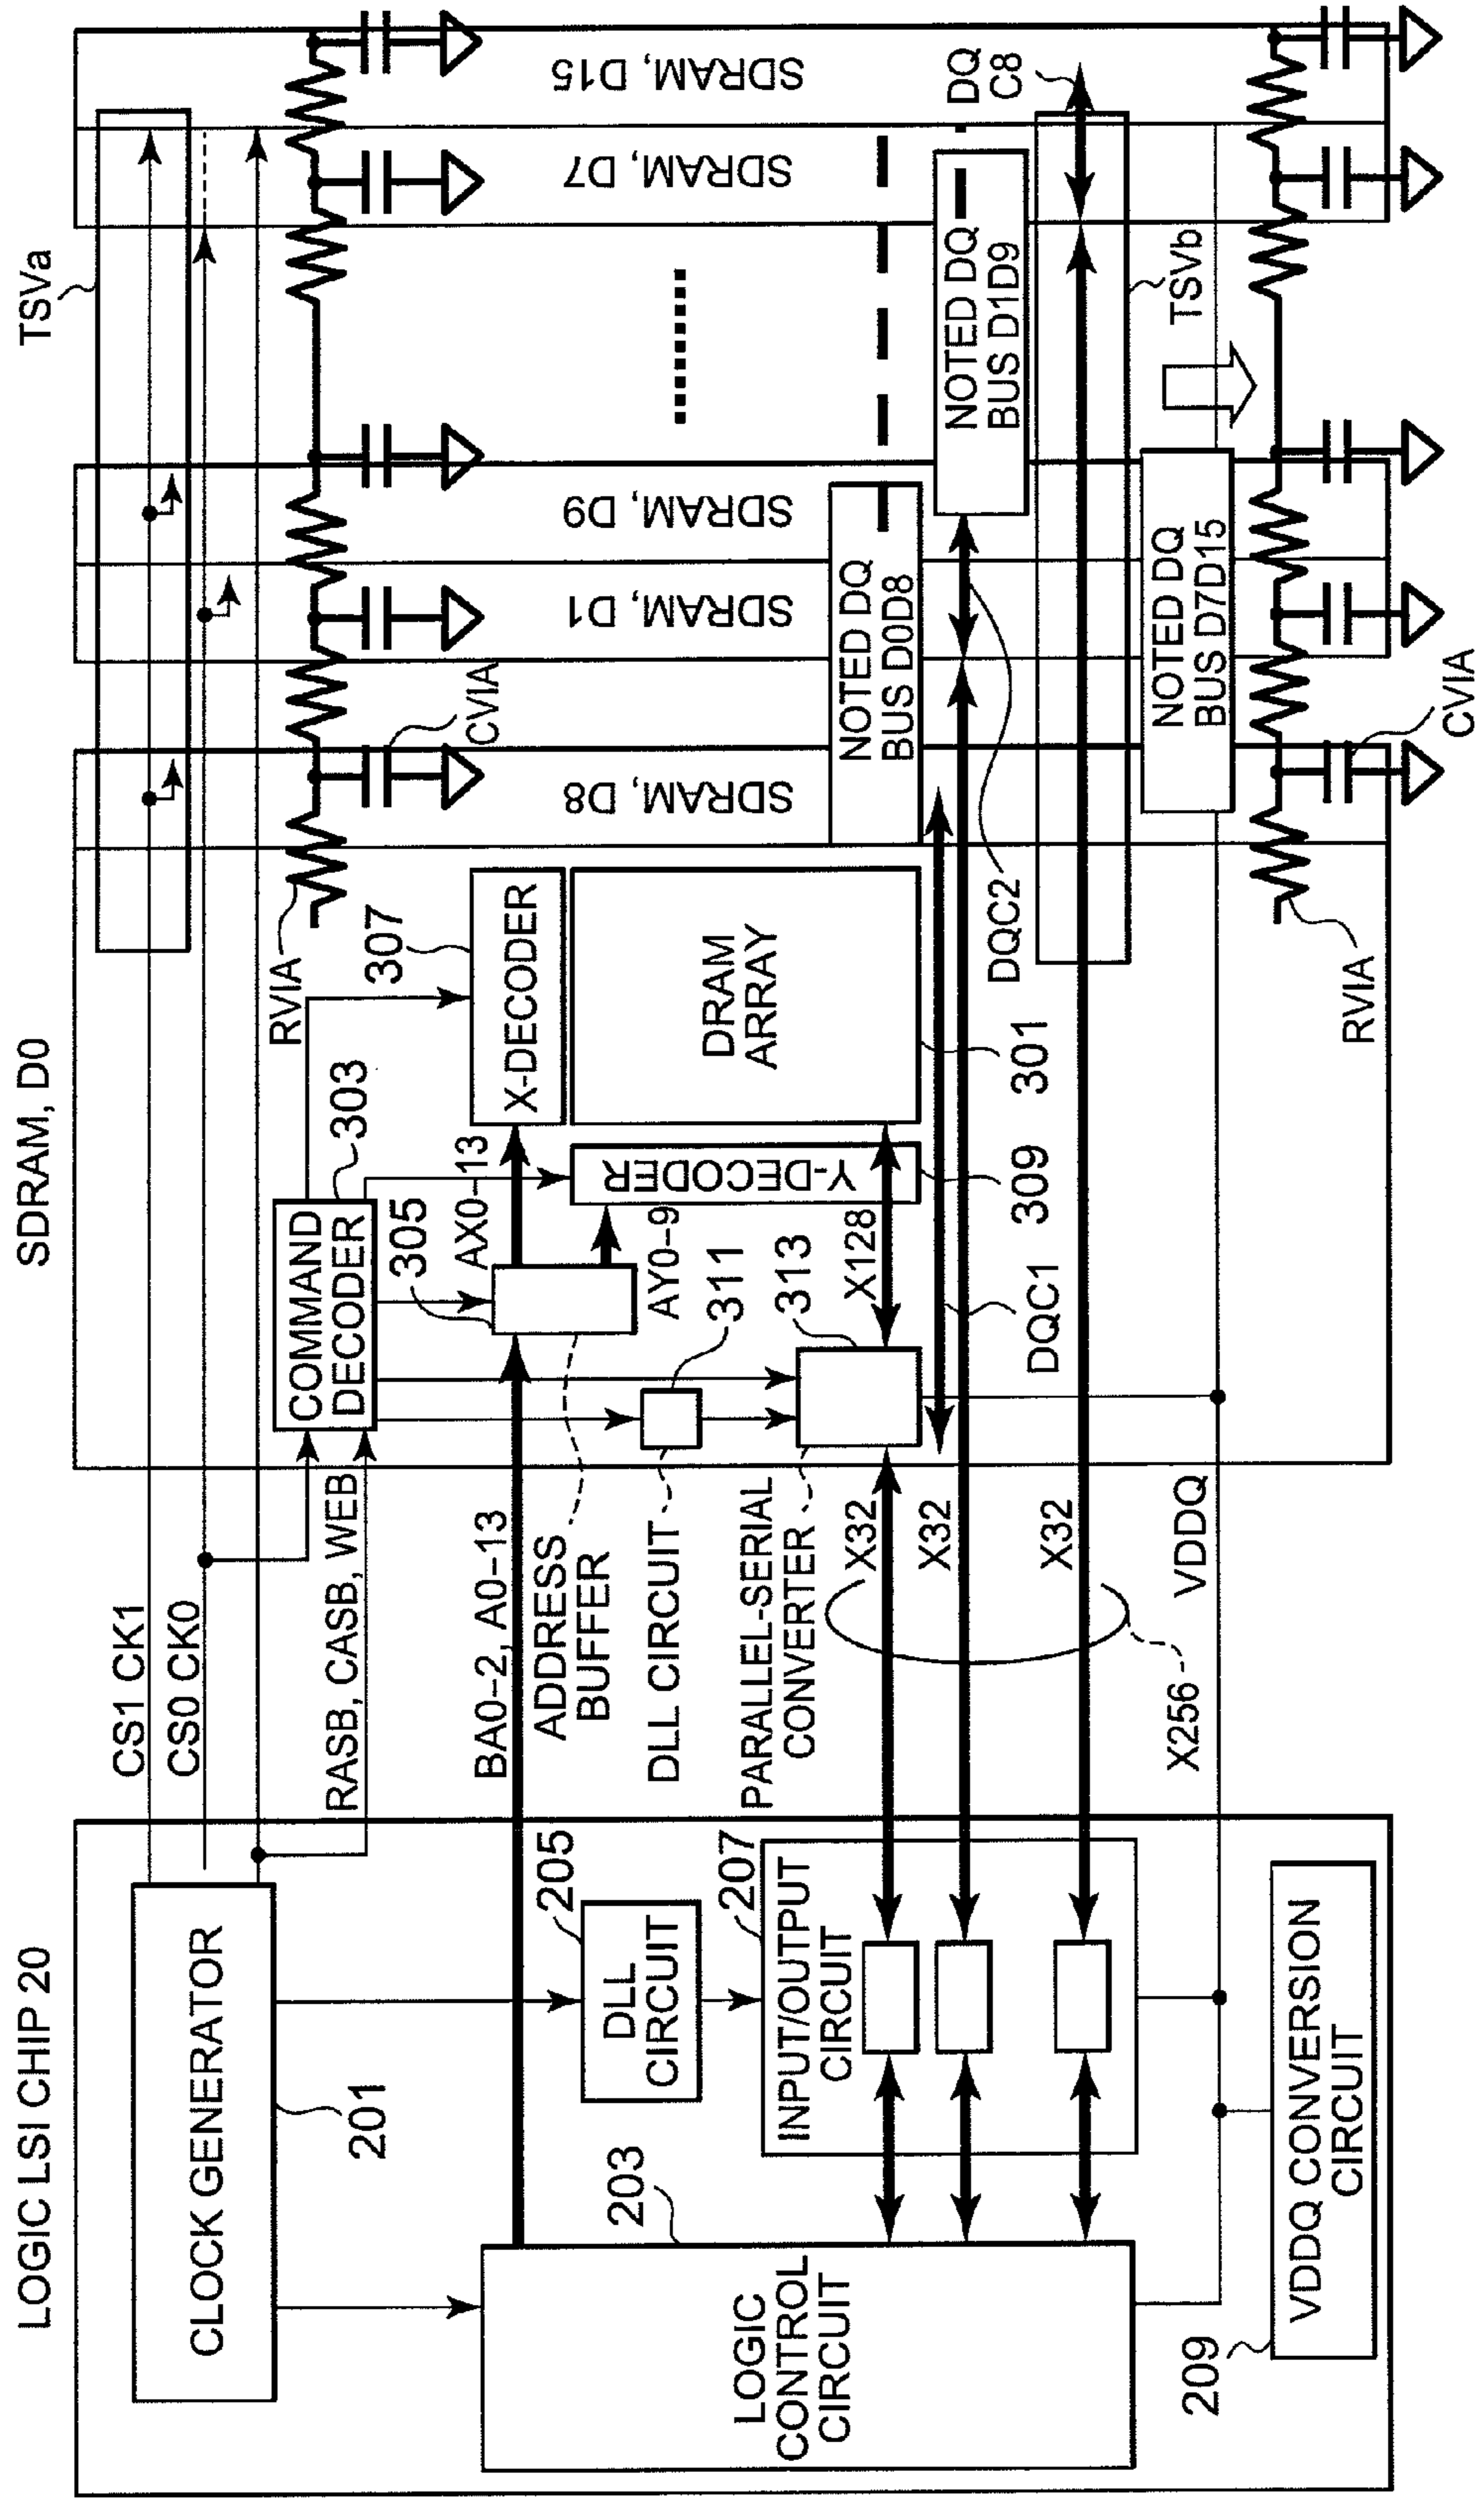 LOGIC LSI CHIP 20
CLOCK GENERATOR
201
LOGIC
CONTROL
CIRCUIT
203
DLL
CIRCUIT
205
INPUT/OUTPUT
CIRCUIT
207
VDDQ CONVERSION
CIRCUIT
209
CS1 CK1
CS0 CK0
RASB, CASB, WEB
BA0-2, A0-13
ADDRESS
BUFFER
DLL CIRCUIT
PARALLEL-SERIAL
CONVERTER
X32
X32
X32
X256
VDDQ
SDRAM, D0
COMMAND
DECODER
303
305
AX0-13
AY0-9
311
313
X128
X-DECODER
307
Y-DECODER
309
DRAM
ARRAY
301
DQC1
DQC2
RVIA
RVIA
CVIA
CVIA
SDRAM, D8
SDRAM, D1
SDRAM, D9
SDRAM, D7
SDRAM, D15
NOTED DQ
BUS D0D8
NOTED DQ
BUS D1D9
NOTED DQ
BUS D7D15
TSVa
TSVb
DQ
C8